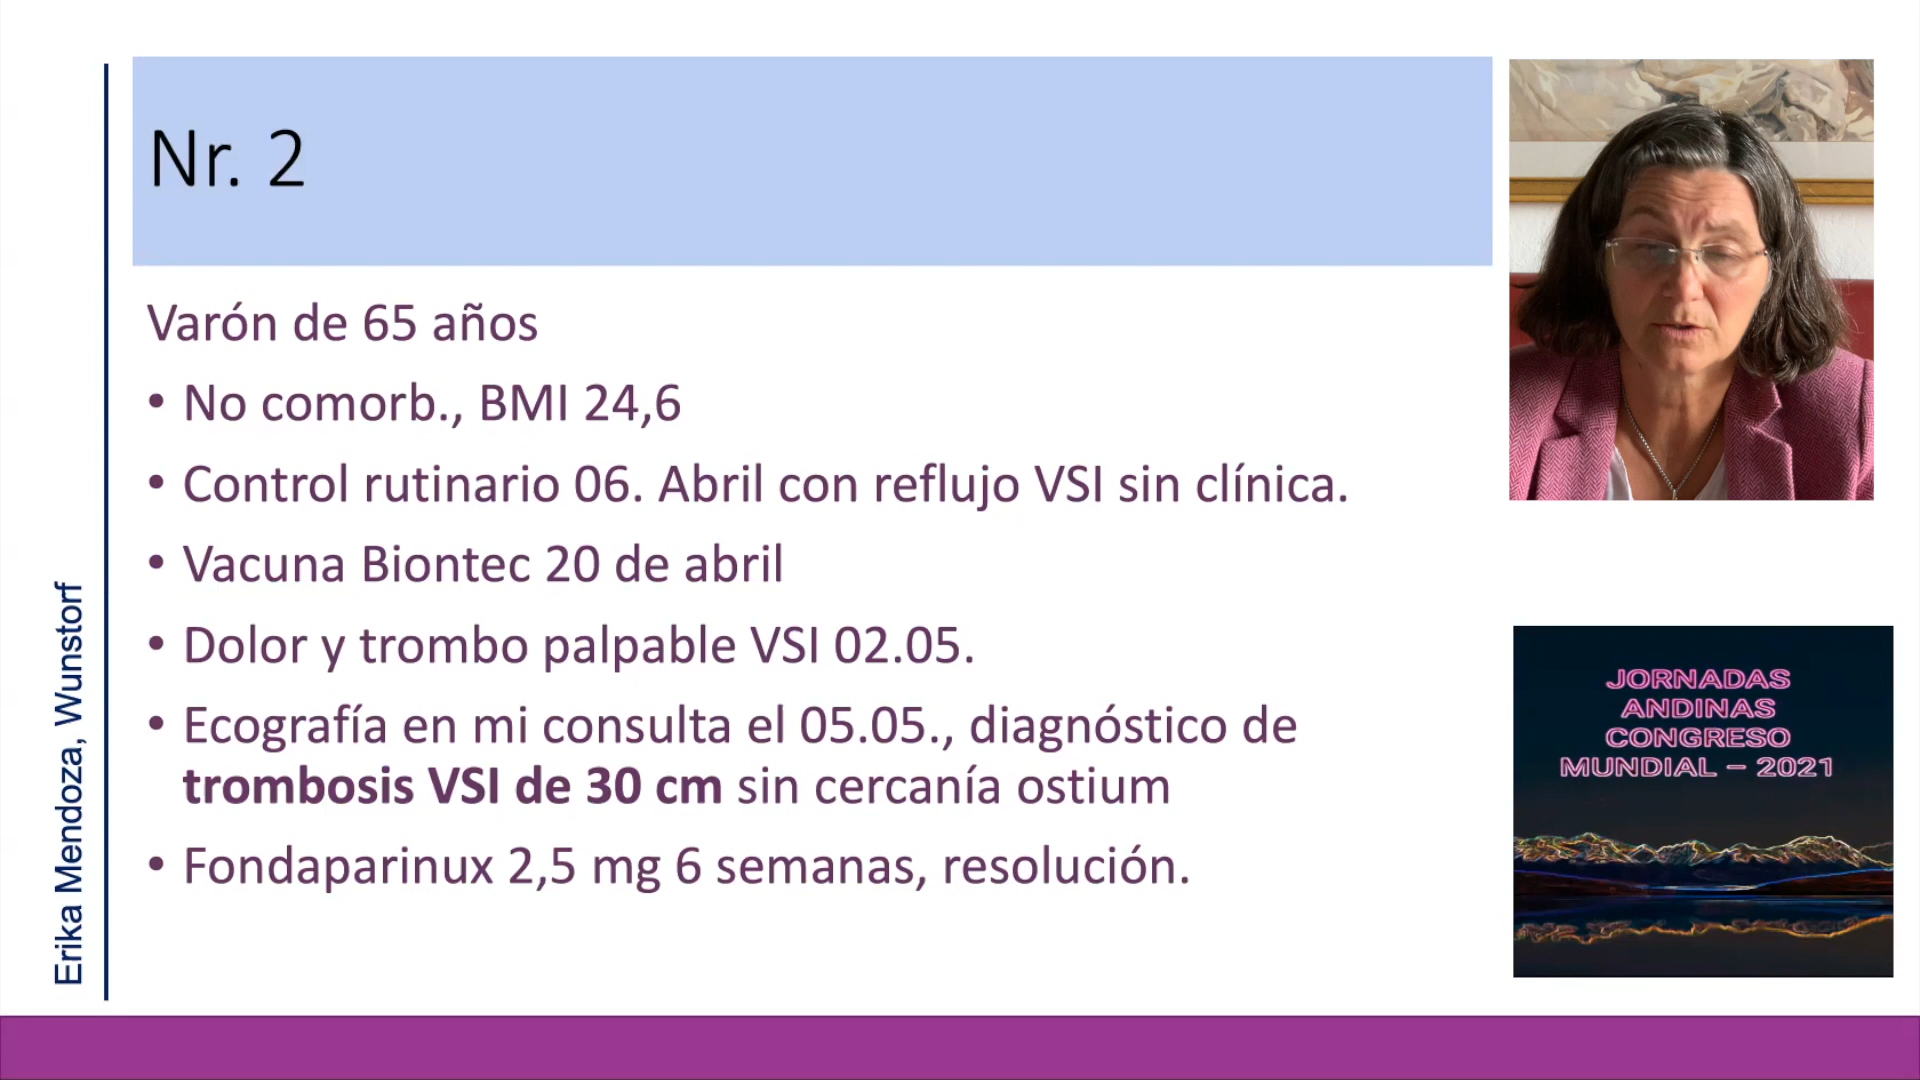 Nr. 2
Varón de 65 años
• No comorb., BMI 24,6
• Control rutinario 06. Abril con reflujo VSI sin clínica.
• Vacuna Biontec 20 de abril
• Dolor y trombo palpable VSI 02.05.
• Ecografía en mi consulta el 05.05., diagnóstico de
trombosis VSI de 30 cm sin cercanía ostium
• Fondaparinux 2,5 mg 6 semanas, resolución.
Erika Mendoza, Wunstorf
JORNADAS
ANDINAS
CONGRESO
MUNDIAL – 2021